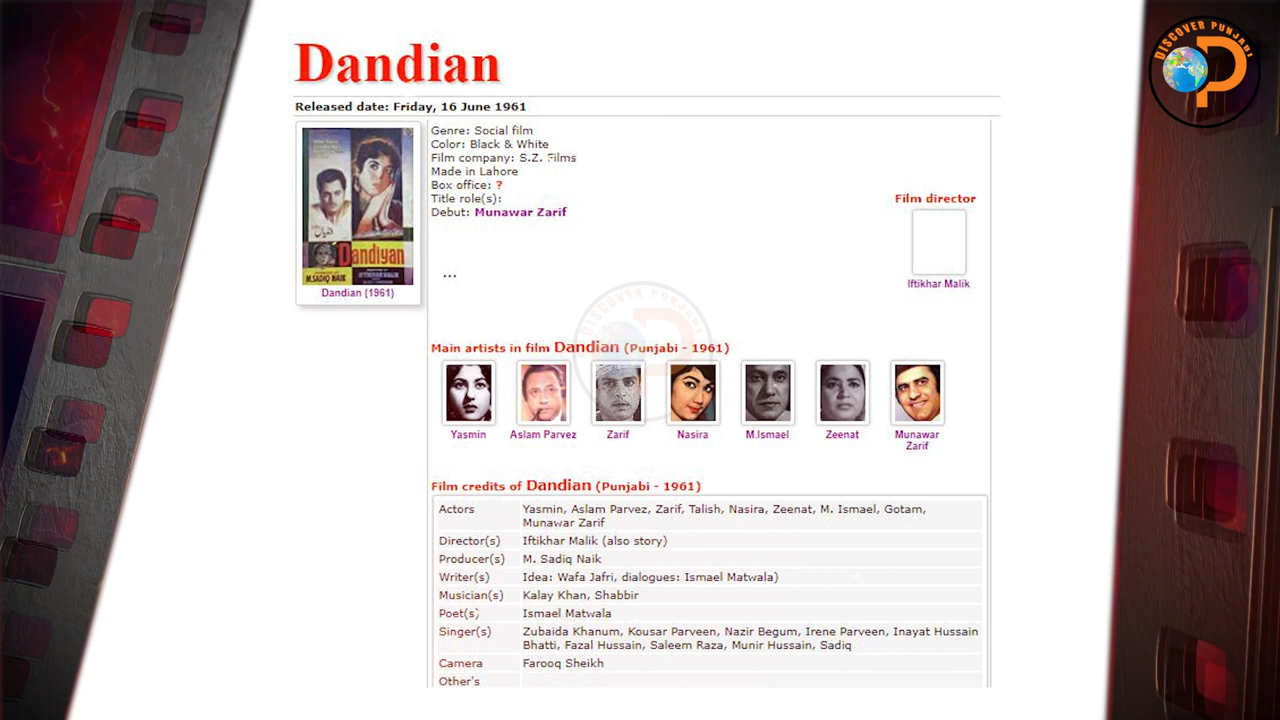 Dandian
DISCOVER PUNJABI
Released date: Friday, 16 June 1961
Genre: Social film
Color: Black & White
Film company: S.Z. Films
Made in Lahore
Box office: ?
Title role(s):
Debut: Munawar Zarif
...
Film director
Iftikhar Malik
Dandiyan
M.SADIQ NAIK
IFTIKHAR MALIK
Dandian (1961)
DISCOVER PUNJABI
Main artists in film Dandian (Punjabi - 1961)
Yasmin
Aslam Parvez
Zarif
Nasira
M.Ismael
Zeenat
Munawar
Zarif
Film credits of Dandian (Punjabi - 1961)
Actors Yasmin, Aslam Parvez, Zarif, Talish, Nasira, Zeenat, M. Ismael, Gotam,
Munawar Zarif
Director(s) Iftikhar Malik (also story)
Producer(s) M. Sadiq Naik
Writer(s) Idea: Wafa Jafri, dialogues: Ismael Matwala)
Musician(s) Kalay Khan, Shabbir
Poet(s) Ismael Matwala
Singer(s) Zubaida Khanum, Kousar Parveen, Nazir Begum, Irene Parveen, Inayat Hussain
Bhatti, Fazal Hussain, Saleem Raza, Munir Hussain, Sadiq
Camera Farooq Sheikh
Other's